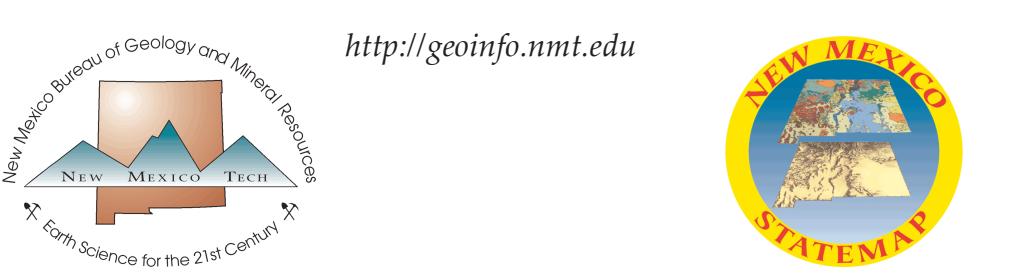 New Mexico Bureau of Geology and Mineral Resources
NEW MEXICO TECH
Earth Science for the 21st Century
http://geoinfo.nmt.edu
NEW MEXICO
STATEMAP